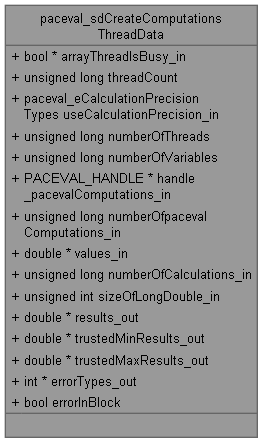 paceval_sdCreateComputations
ThreadData
+ bool * arrayThreadIsBusy_in
+ unsigned long threadCount
+ paceval_eCalculationPrecision
Types useCalculationPrecision_in
+ unsigned long numberOfThreads
+ unsigned long numberOfVariables
+ PACEVAL_HANDLE * handle
_pacevalComputations_in
+ unsigned long numberOfpaceval
Computations_in
+ double * values_in
+ unsigned long numberOfCalculations_in
+ unsigned int sizeOfLongDouble_in
+ double * results_out
+ double * trustedMinResults_out
+ double * trustedMaxResults_out
+ int * errorTypes_out
+ bool errorInBlock